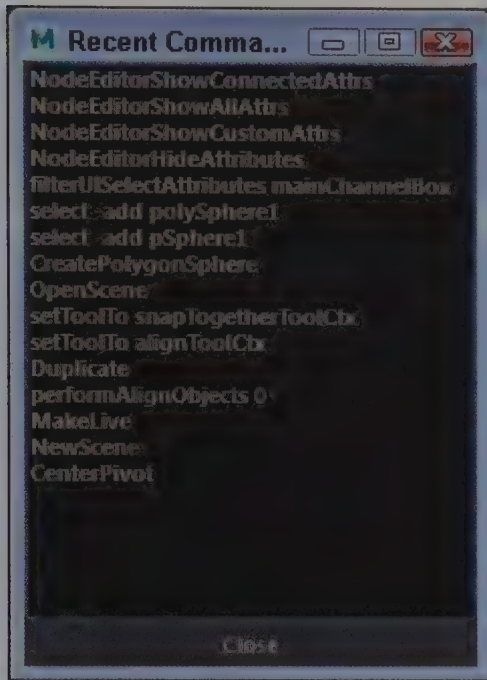 M Recent Comma...
NodeEditorShowConnectedAttrs
NodeEditorShowAllAttrs
NodeEditorShowCustomAttrs
NodeEditorHideAttributes
filterUISelectAttributes mainChannelBox
select -add polySphere1
select -add pSphere1
CreatePolygonSphere
OpenScene
setToolTo snapTogetherToolCtx
setToolTo alignToolCtx
Duplicate
performAlignObjects 0
MakeLive
NewScene
CenterPivot
Close